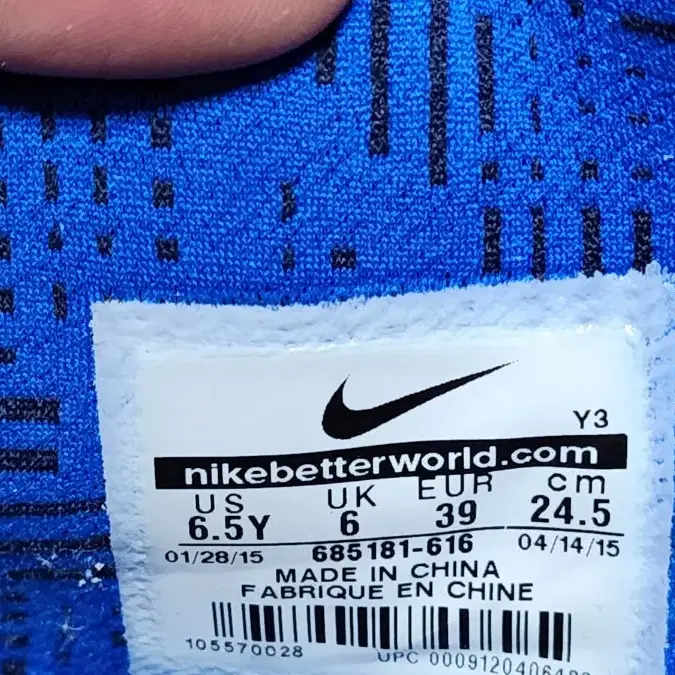 Y3
nikebetterworld.com
US UK EUR cm
6.5Y 6 39 24.5
01/28/15 685181-616 04/14/15
MADE IN CHINA
FABRIQUE EN CHINE
105570028
UPC